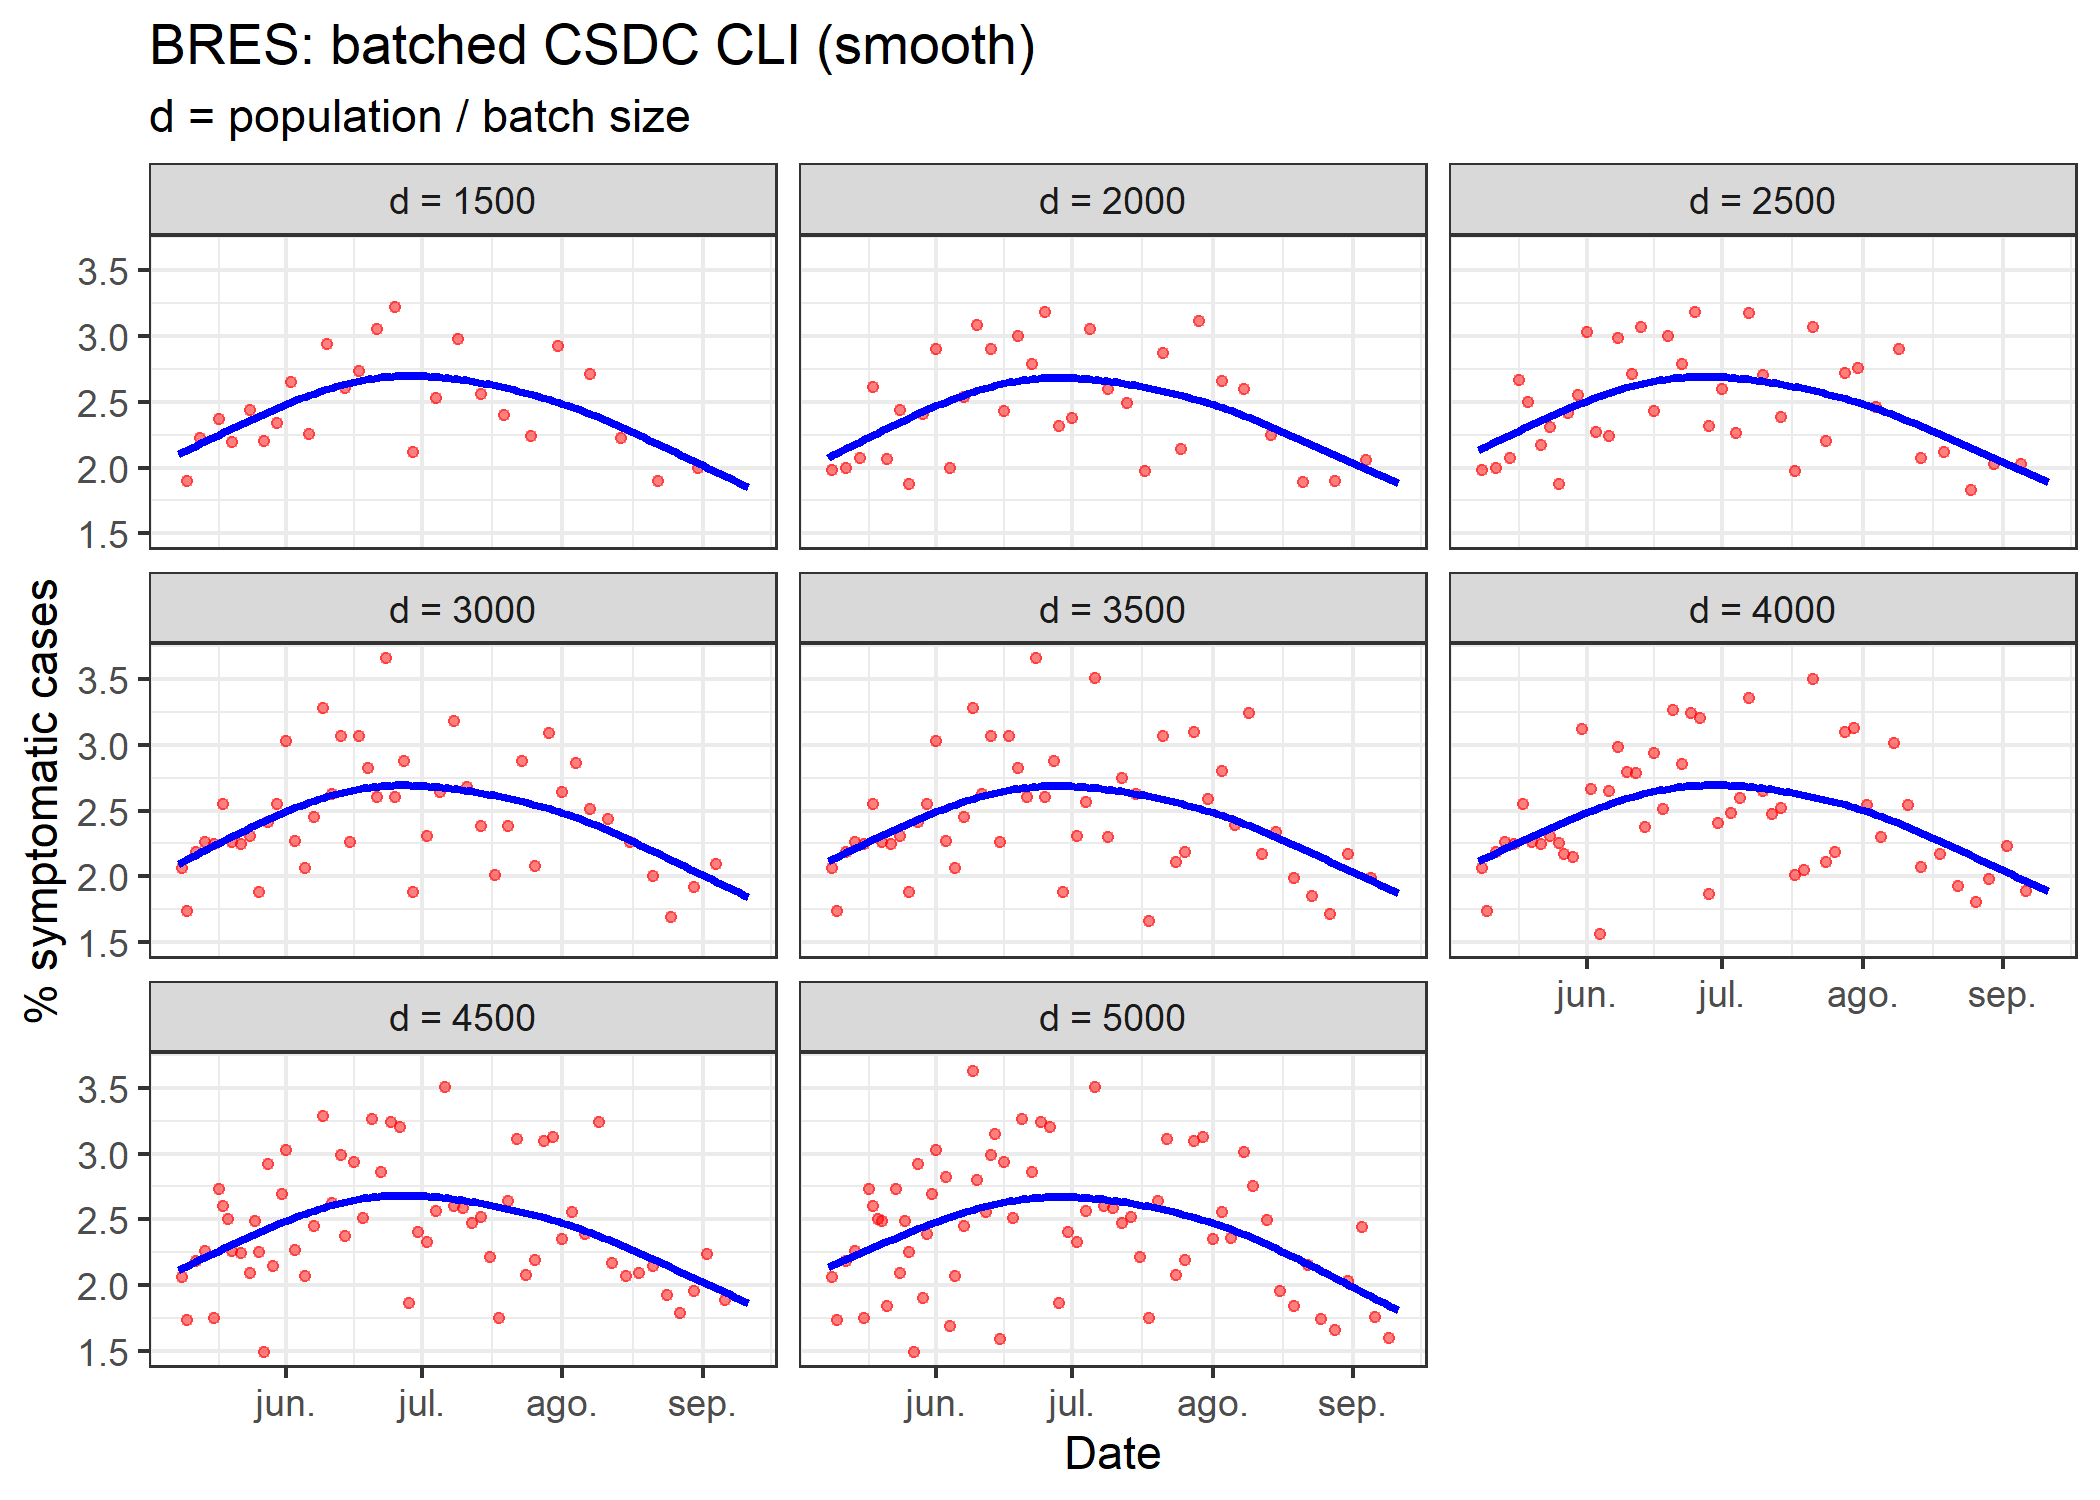 BRES: batched CSDC CLI (smooth)
d = population / batch size
d = 1500
d = 2000
d = 2500
3.5
3.0
2.5
2.0
1.5
d = 3000
d = 3500
d = 4000
3.5
3.0
2.5
2.0
1.5
jun.
jul.
ago.
sep.
d = 4500
d = 5000
3.5
3.0
2.5
2.0
1.5
jun.
jul.
ago.
sep.
jun.
jul.
ago.
sep.
% symptomatic cases
Date